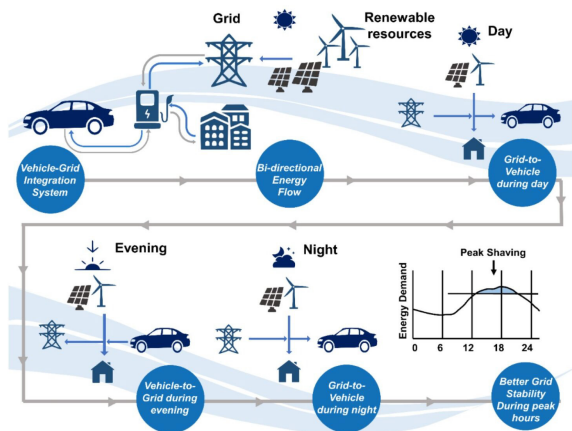 Grid
Renewable
resources
Day
Vehicle-Grid
Integration
System
Bi-directional
Energy
Flow
Grid-to-
Vehicle
during day
Evening
Night
Peak Shaving
Energy Demand
0 6 12 18 24
Vehicle-to-
Grid during
evening
Grid-to-
Vehicle
during night
Better Grid
Stability
During peak
hours